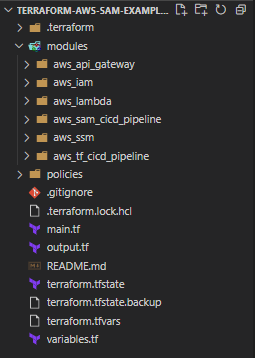 TERRAFORM-AWS-SAM-EXAMPL...
.terraform
modules
aws_api_gateway
aws_iam
aws_lambda
aws_sam_cicd_pipeline
aws_ssm
aws_tf_cicd_pipeline
policies
.gitignore
.terraform.lock.hcl
main.tf
output.tf
README.md
terraform.tfstate
terraform.tfstate.backup
terraform.tfvars
variables.tf